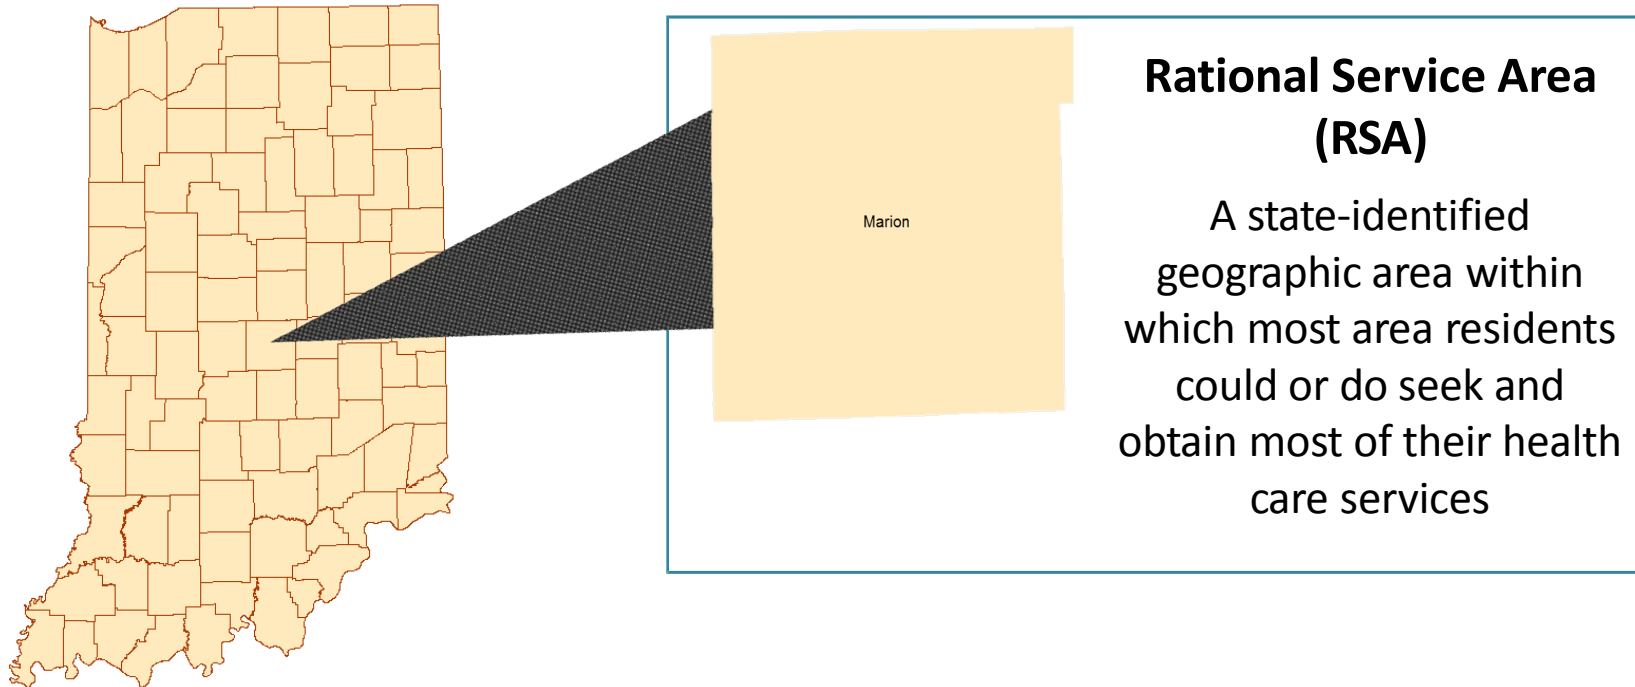 Marion
Rational Service Area
(RSA)
A state-identified
geographic area within
which most area residents
could or do seek and
obtain most of their health
care services